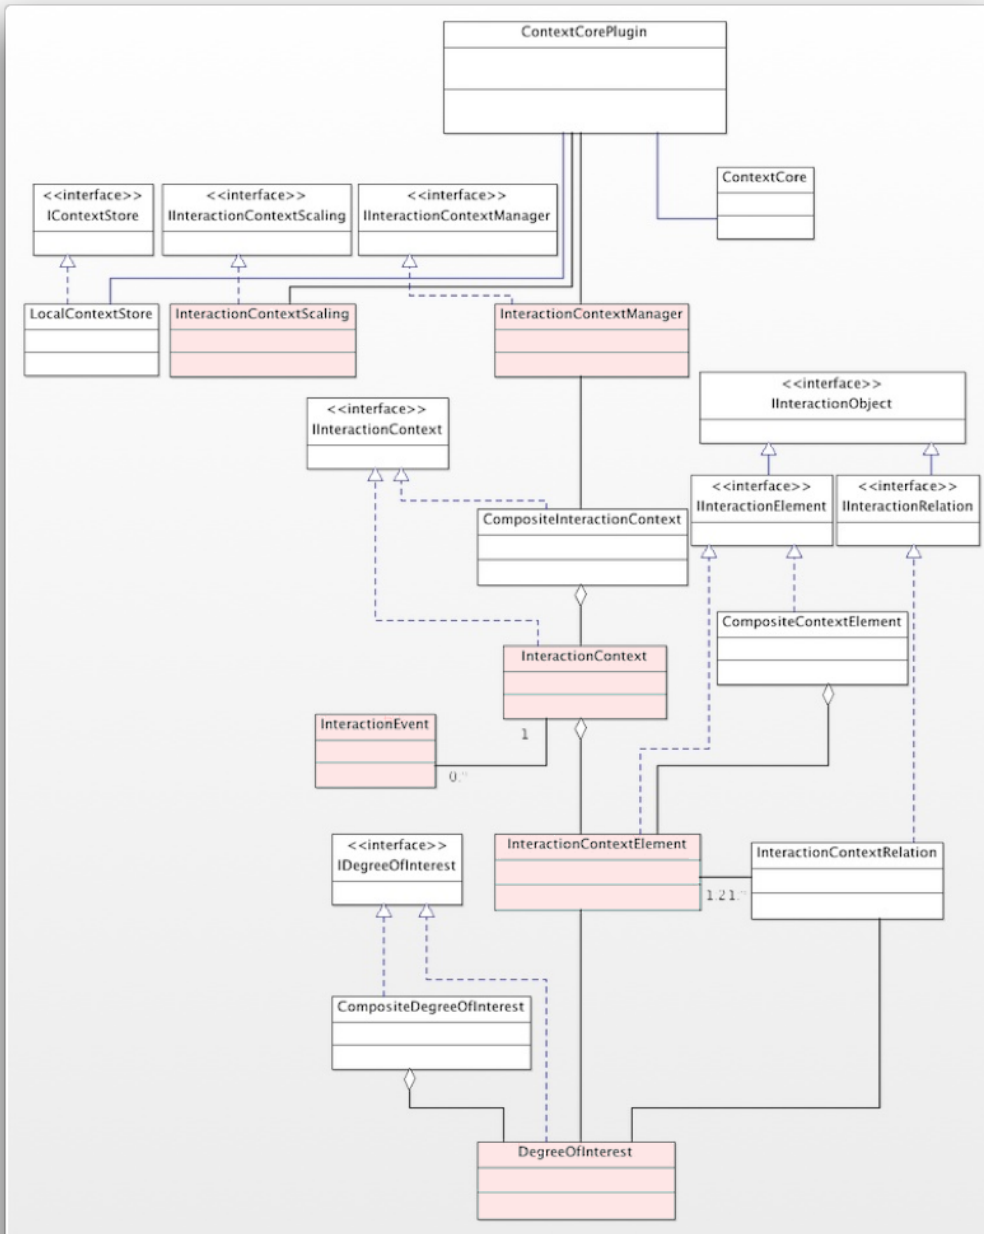 ContextCorePlugin
ContextCore
<<interface>>
IContextStore
<<interface>>
IInteractionContextScaling
<<interface>>
IInteractionContextManager
LocalContextStore
InteractionContextScaling
InteractionContextManager
<<interface>>
IInteractionObject
<<interface>>
IInteractionContext
<<interface>>
IInteractionElement
<<interface>>
IInteractionRelation
CompositeInteractionContext
CompositeContextElement
InteractionContext
InteractionEvent
1
0..*
InteractionContextElement
InteractionContextRelation
<<interface>>
IDegreeOfInterest
CompositeDegreeOfInterest
DegreeOfInterest